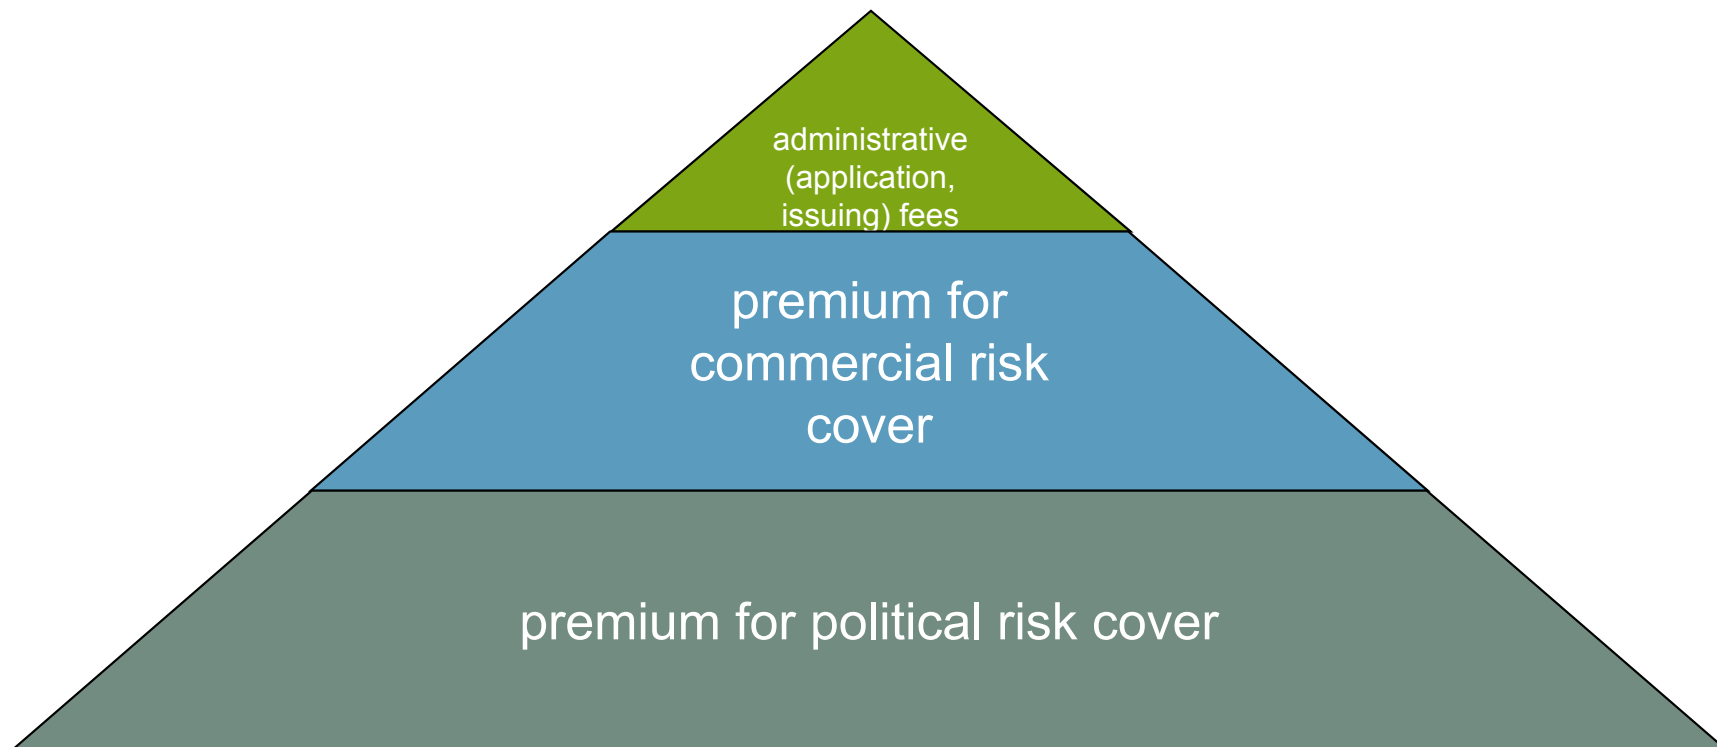 administrative
(application,
issuing) fees
premium for
commercial risk
cover
premium for political risk cover